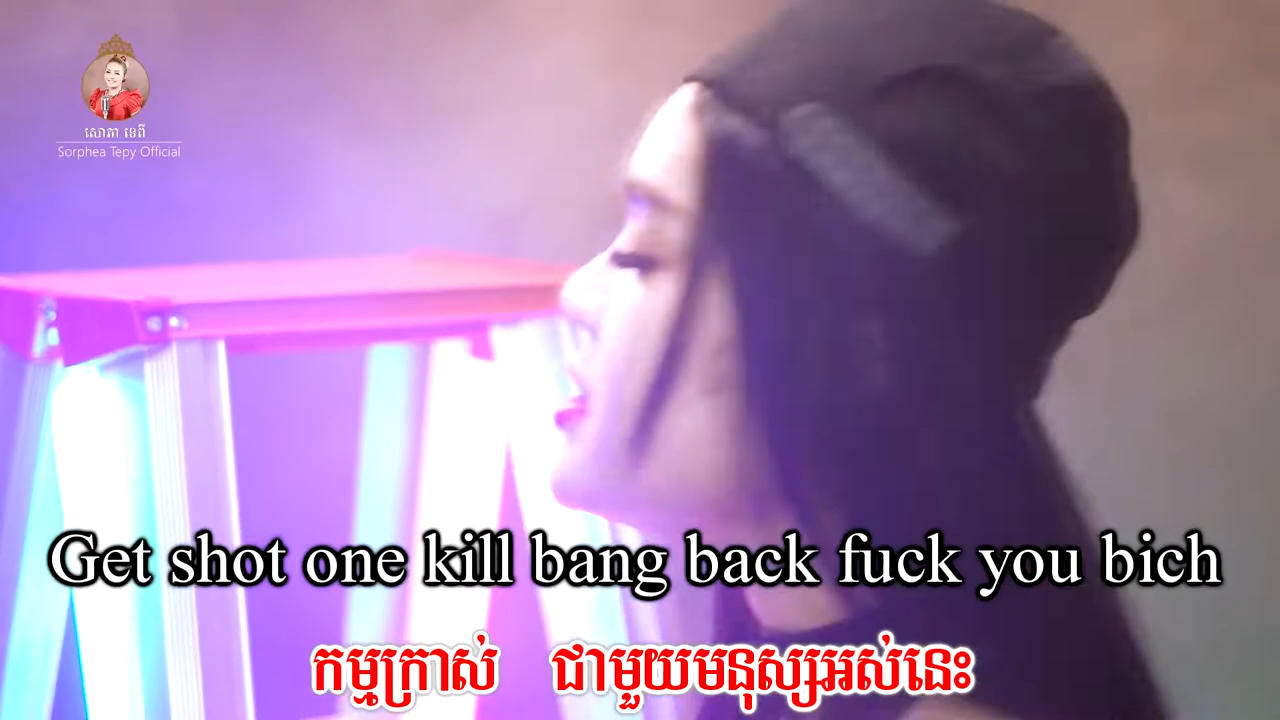 សោភា ទេពី
Sorphea Tepy Official
Get shot one kill bang back fuck you bich
កម្មក្រាស់ ជាមួយមនុស្សអស់នេះ